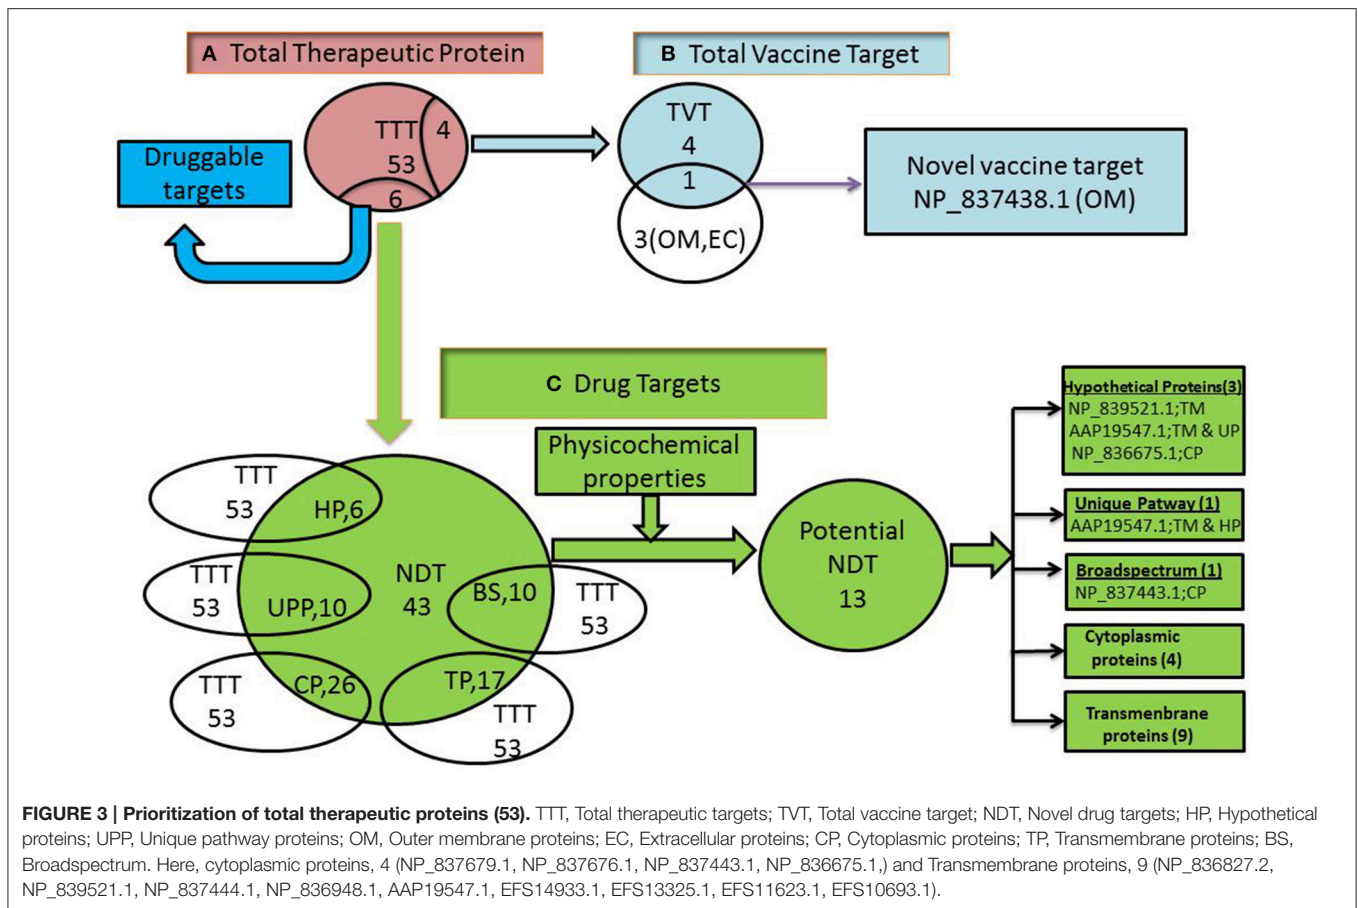 A Total Therapeutic Protein
B Total Vaccine Target
TTT
53
4
6
Druggable
targets
TVT
4
1
3(OM,EC)
Novel vaccine target
NP_837438.1 (OM)
C Drug Targets
Physicochemical
properties
TTT
53
HP,6
TTT
53
UPP,10
NDT
43
BS,10
TTT
53
TTT
53
CP,26
TP,17
TTT
53
Potential
NDT
13
Hypothetical Proteins(3)
NP_839521.1;TM
AAP19547.1;TM & UP
NP_836675.1;CP
Unique Patway (1)
AAP19547.1;TM & HP
Broadspectrum (1)
NP_837443.1;CP
Cytoplasmic
proteins (4)
Transmenbrane
proteins (9)
FIGURE 3 | Prioritization of total therapeutic proteins (53). TTT, Total therapeutic targets; TVT, Total vaccine target; NDT, Novel drug targets; HP, Hypothetical
proteins; UPP, Unique pathway proteins; OM, Outer membrane proteins; EC, Extracellular proteins; CP, Cytoplasmic proteins; TP, Transmembrane proteins; BS,
Broadspectrum. Here, cytoplasmic proteins, 4 (NP_837679.1, NP_837676.1, NP_837443.1, NP_836675.1,) and Transmembrane proteins, 9 (NP_836827.2,
NP_839521.1, NP_837444.1, NP_836948.1, AAP19547.1, EFS14933.1, EFS13325.1, EFS11623.1, EFS10693.1).